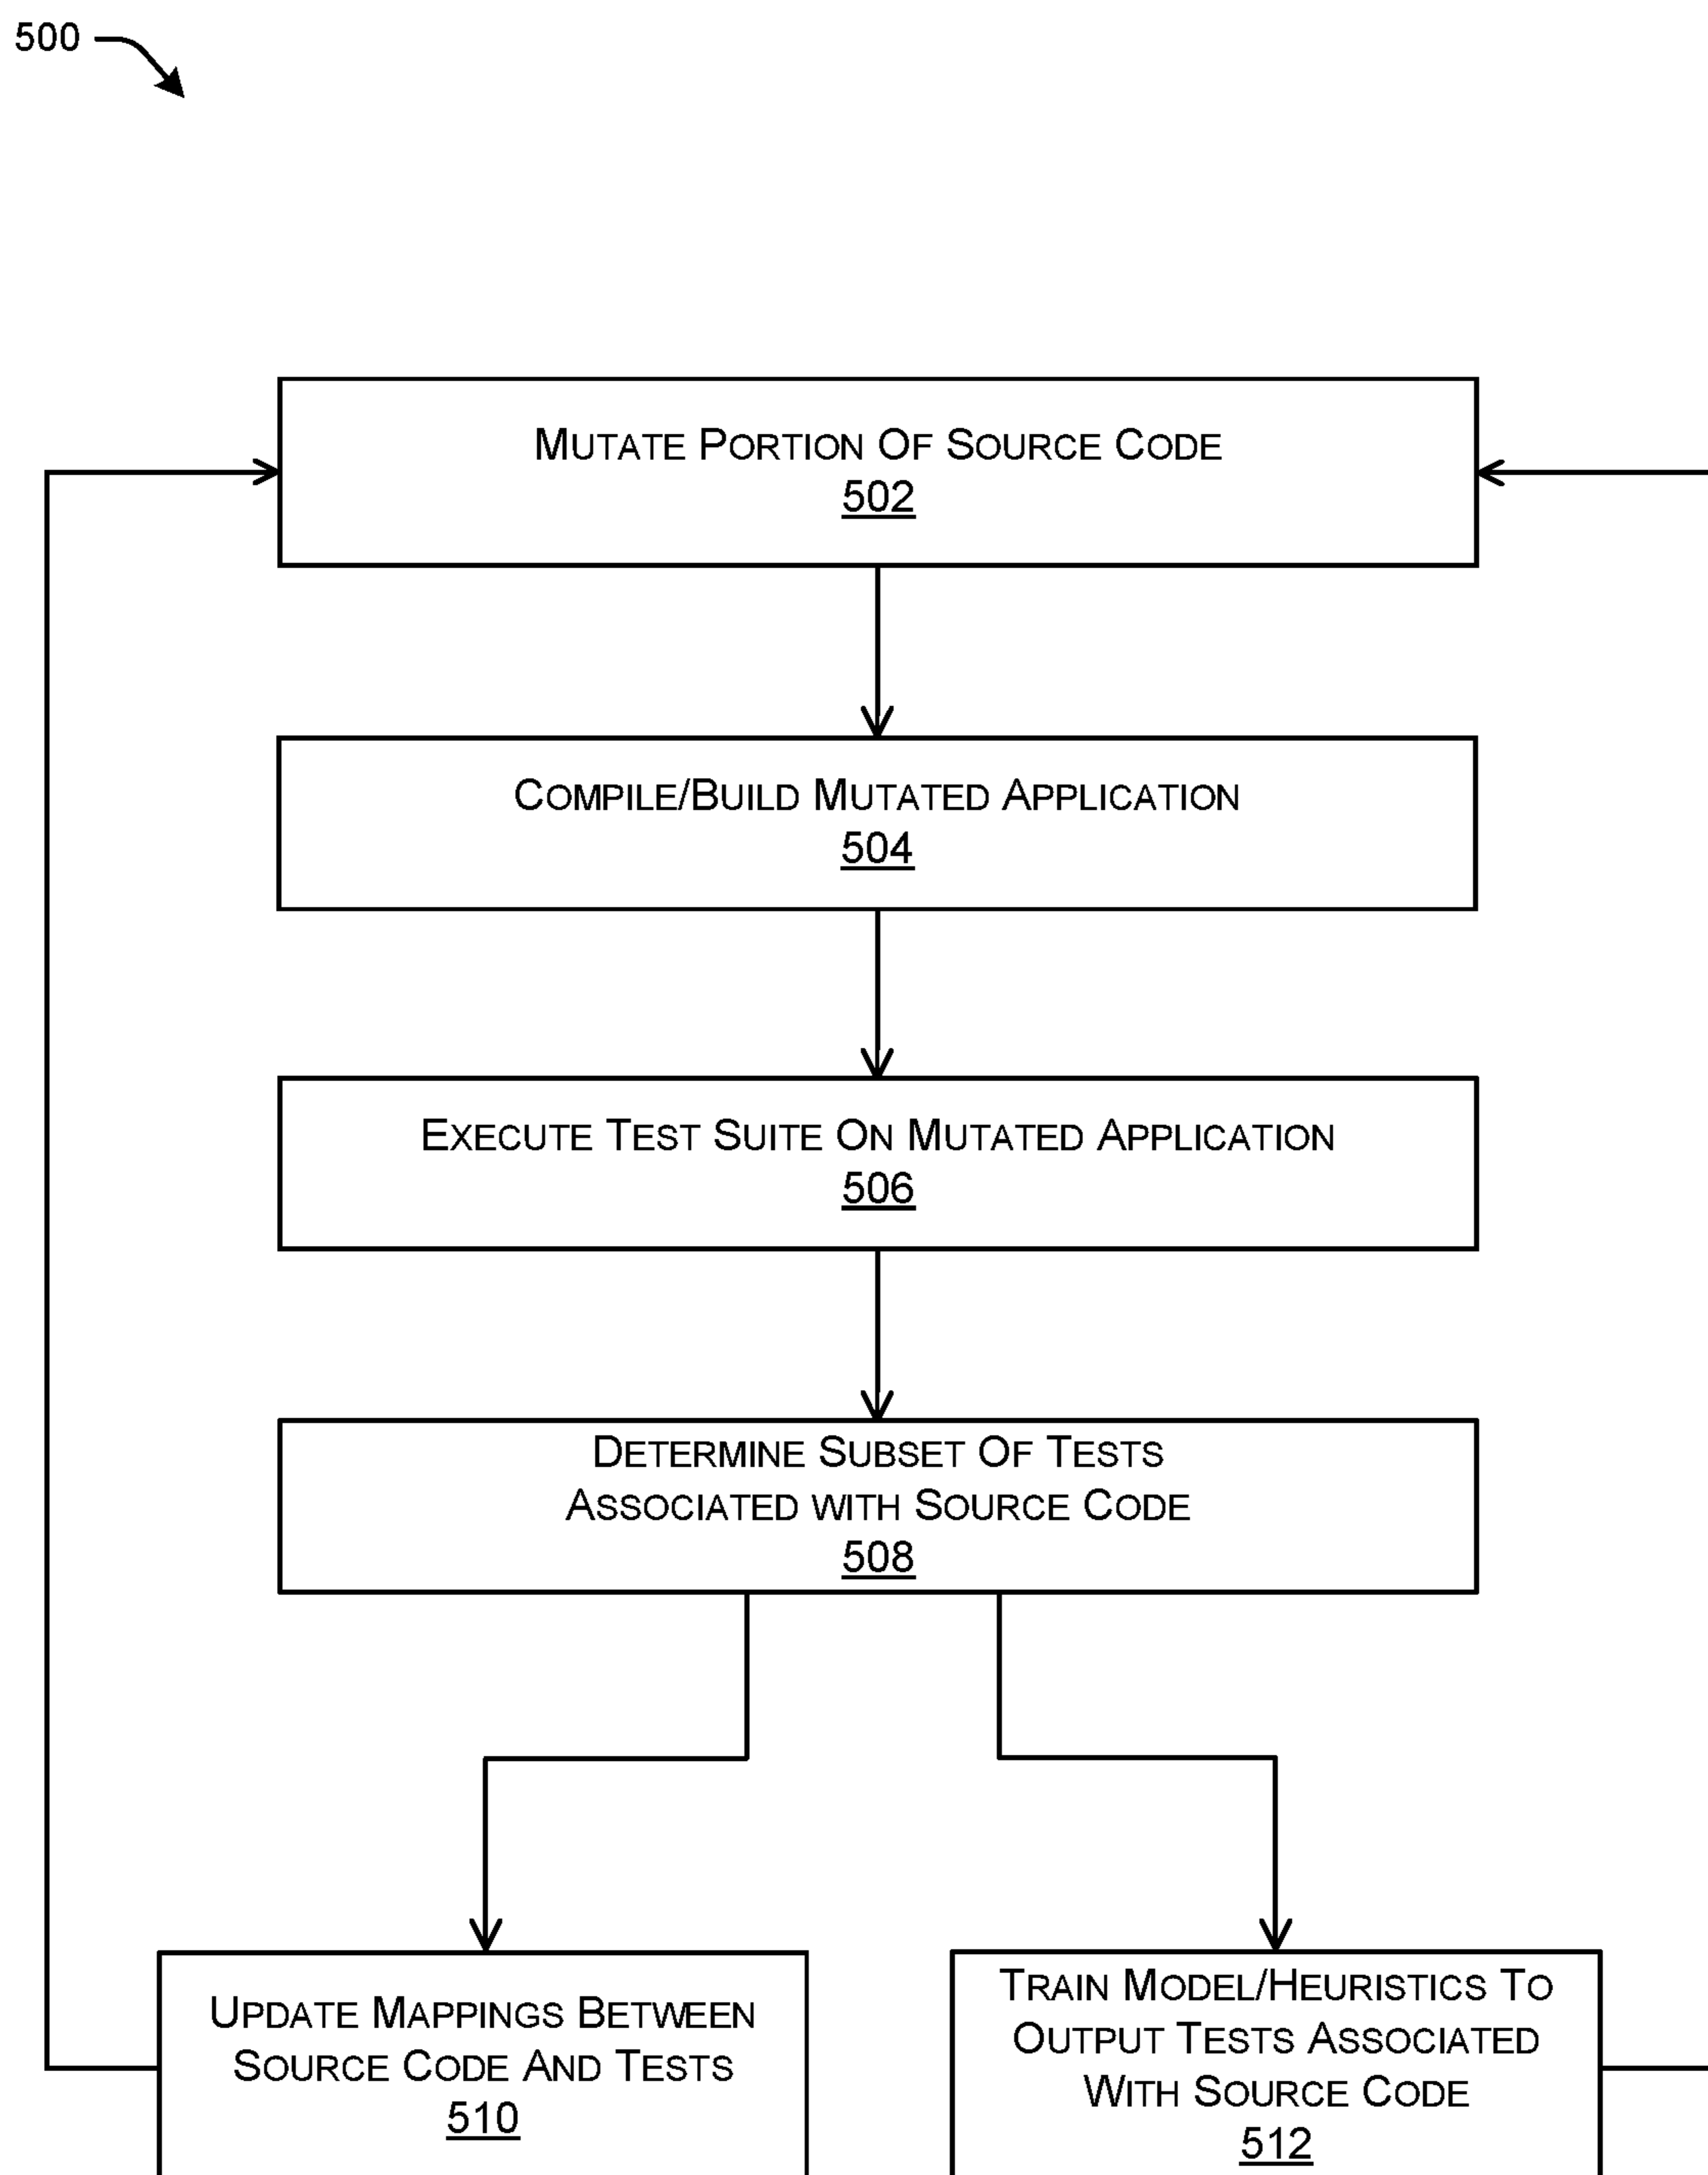 500
MUTATE PORTION OF SOURCE CODE
502
COMPILE/BUILD MUTATED APPLICATION
504
EXECUTE TEST SUITE ON MUTATED APPLICATION
506
DETERMINE SUBSET OF TESTS
ASSOCIATED WITH SOURCE CODE
508
UPDATE MAPPINGS BETWEEN
SOURCE CODE AND TESTS
510
TRAIN MODEL/HEURISTICS TO
OUTPUT TESTS ASSOCIATED
WITH SOURCE CODE
512